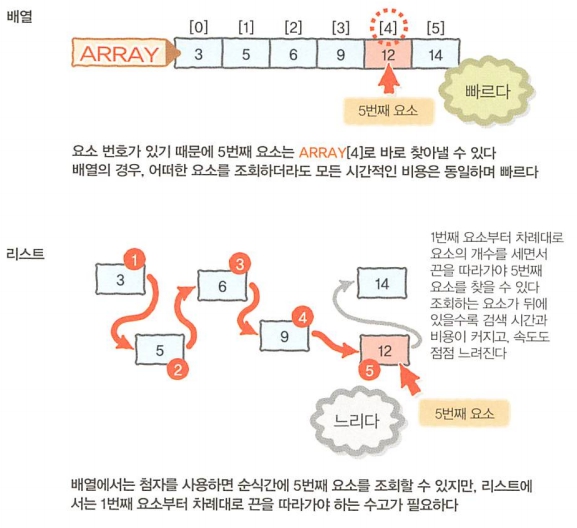 배열
[0] [1] [2] [3] [4] [5]
ARRAY 3 5 6 9 12 14
빠르다
5번째 요소
요소 번호가 있기 때문에 5번째 요소는 ARRAY[4]로 바로 찾아낼 수 있다
배열의 경우, 어떠한 요소를 조회하더라도 모든 시간적인 비용은 동일하며 빠르다
리스트
1번째 요소부터 차례대로
요소의 개수를 세면서
끈을 따라가야 5번째
요소를 찾을 수 있다
조회하는 요소가 뒤에
있을수록 검색 시간과
비용이 커지고, 속도도
점점 느려진다
1
3
5
2
3
6
4
9
14
12
5
5번째 요소
느리다
배열에서는 첨자를 사용하면 순식간에 5번째 요소를 조회할 수 있지만, 리스트에
서는 1번째 요소부터 차례대로 끈을 따라가야 하는 수고가 필요하다